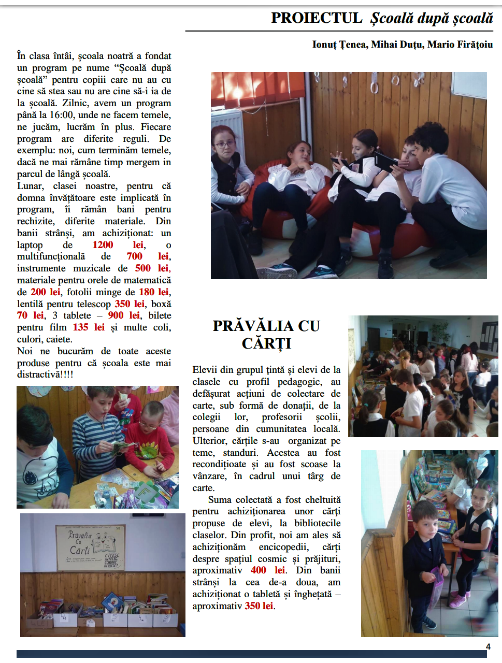 PROIECTUL Școală după școală
Ionuț Țenea, Mihai Duțu, Mario Firățoiu
În clasa întâi, școala noatră a fondat
un program pe nume “Școală după
școală” pentru copiii care nu au cu
cine să stea sau nu are cine să-i ia de
la școală. Zilnic, avem un program
până la 16:00, unde ne facem temele,
ne jucăm, lucrăm în plus. Fiecare
program are diferite reguli. De
exemplu: noi, cum terminăm temele,
dacă ne mai rămâne timp mergem in
parcul de lângă școală.
Lunar, clasei noastre, pentru că
domna învățătoare este implicată în
program, îi rămân bani pentru
rechizite, diferite materiale. Din
banii strânși, am achiziționat: un
laptop de 1200 lei, o
multifuncțională de 700 lei,
instrumente muzicale de 500 lei,
materiale pentru orele de matematică
de 200 lei, fotolii minge de 180 lei,
lentilă pentru telescop 350 lei, boxă
70 lei, 3 tablete – 900 lei, bilete
pentru film 135 lei și multe coli,
culori, caiete.
Noi ne bucurăm de toate aceste
produse pentru că școala este mai
distractivă!!!!
PRĂVĂLIA CU
CĂRȚI
Elevii din grupul țintă și elevi de la
clasele cu profil pedagogic, au
defășurat acțiuni de colectare de
carte, sub formă de donații, de la
colegii lor, profesorii școlii,
persoane din cumunitatea locală.
Ulterior, cărțile s-au organizat pe
teme, standuri. Acestea au fost
recondiționate și au fost scoase la
vânzare, în cadrul unui târg de
carte.
Suma colectată a fost cheltuită
pentru achiziționarea unor cărți
propuse de elevi, la bibliotecile
claselor. Din profit, noi am ales să
achiziționăm encicopedii, cărți
despre spațiul cosmic și prăjituri,
aproximativ 400 lei. Din banii
strânși la cea de-a doua, am
achiziționat o tabletă și înghețată –
aproximativ 350 lei.
Prăvălia
cu
Cărți
4